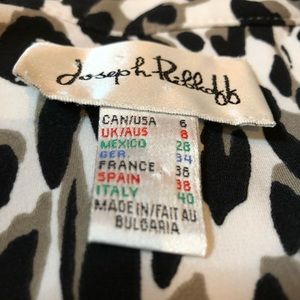 Joseph Ribkoff
CAN/USA 6
UK/AUS 8
MEXICO 28
GER. 34
FRANCE 36
SPAIN 38
ITALY 40
MADE IN/FAIT AU
BULGARIA